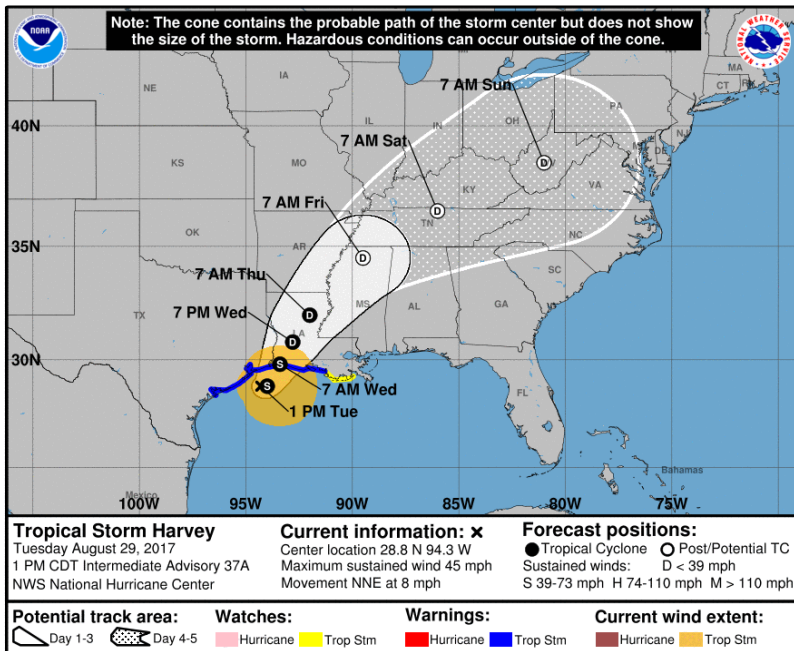 Note: The cone contains the probable path of the storm center but does not show
the size of the storm. Hazardous conditions can occur outside of the cone.
NOAA
NATIONAL WEATHER SERVICE
NE
IA
IL
IN
OH
PA
MA
CT
RI
NJ
MD
DE
KS
MO
KY
WV
VA
OK
AR
TN
NC
SC
TX
LA
MS
AL
GA
FL
Mexico
Bahamas
40N
35N
30N
100W
95W
90W
85W
80W
75W
7 AM Sun
D
7 AM Sat
D
7 AM Fri
D
7 AM Thu
D
7 PM Wed
D
S
7 AM Wed
S
1 PM Tue
Tropical Storm Harvey
Tuesday August 29, 2017
1 PM CDT Intermediate Advisory 37A
NWS National Hurricane Center
Current information: x
Center location 28.8 N 94.3 W
Maximum sustained wind 45 mph
Movement NNE at 8 mph
Forecast positions:
Tropical Cyclone Post/Potential TC
Sustained winds: D < 39 mph
S 39-73 mph H 74-110 mph M > 110 mph
Potential track area:
Day 1-3 Day 4-5
Watches:
Hurricane Trop Stm
Warnings:
Hurricane Trop Stm
Current wind extent:
Hurricane Trop Stm